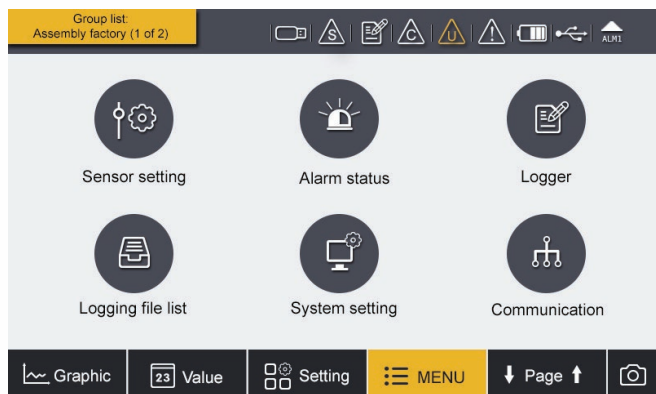 Group list:
Assembly factory (1 of 2)
S
C
U
ALM1
Sensor setting
Alarm status
Logger
Logging file list
System setting
Communication
Graphic
23
Value
Setting
MENU
Page